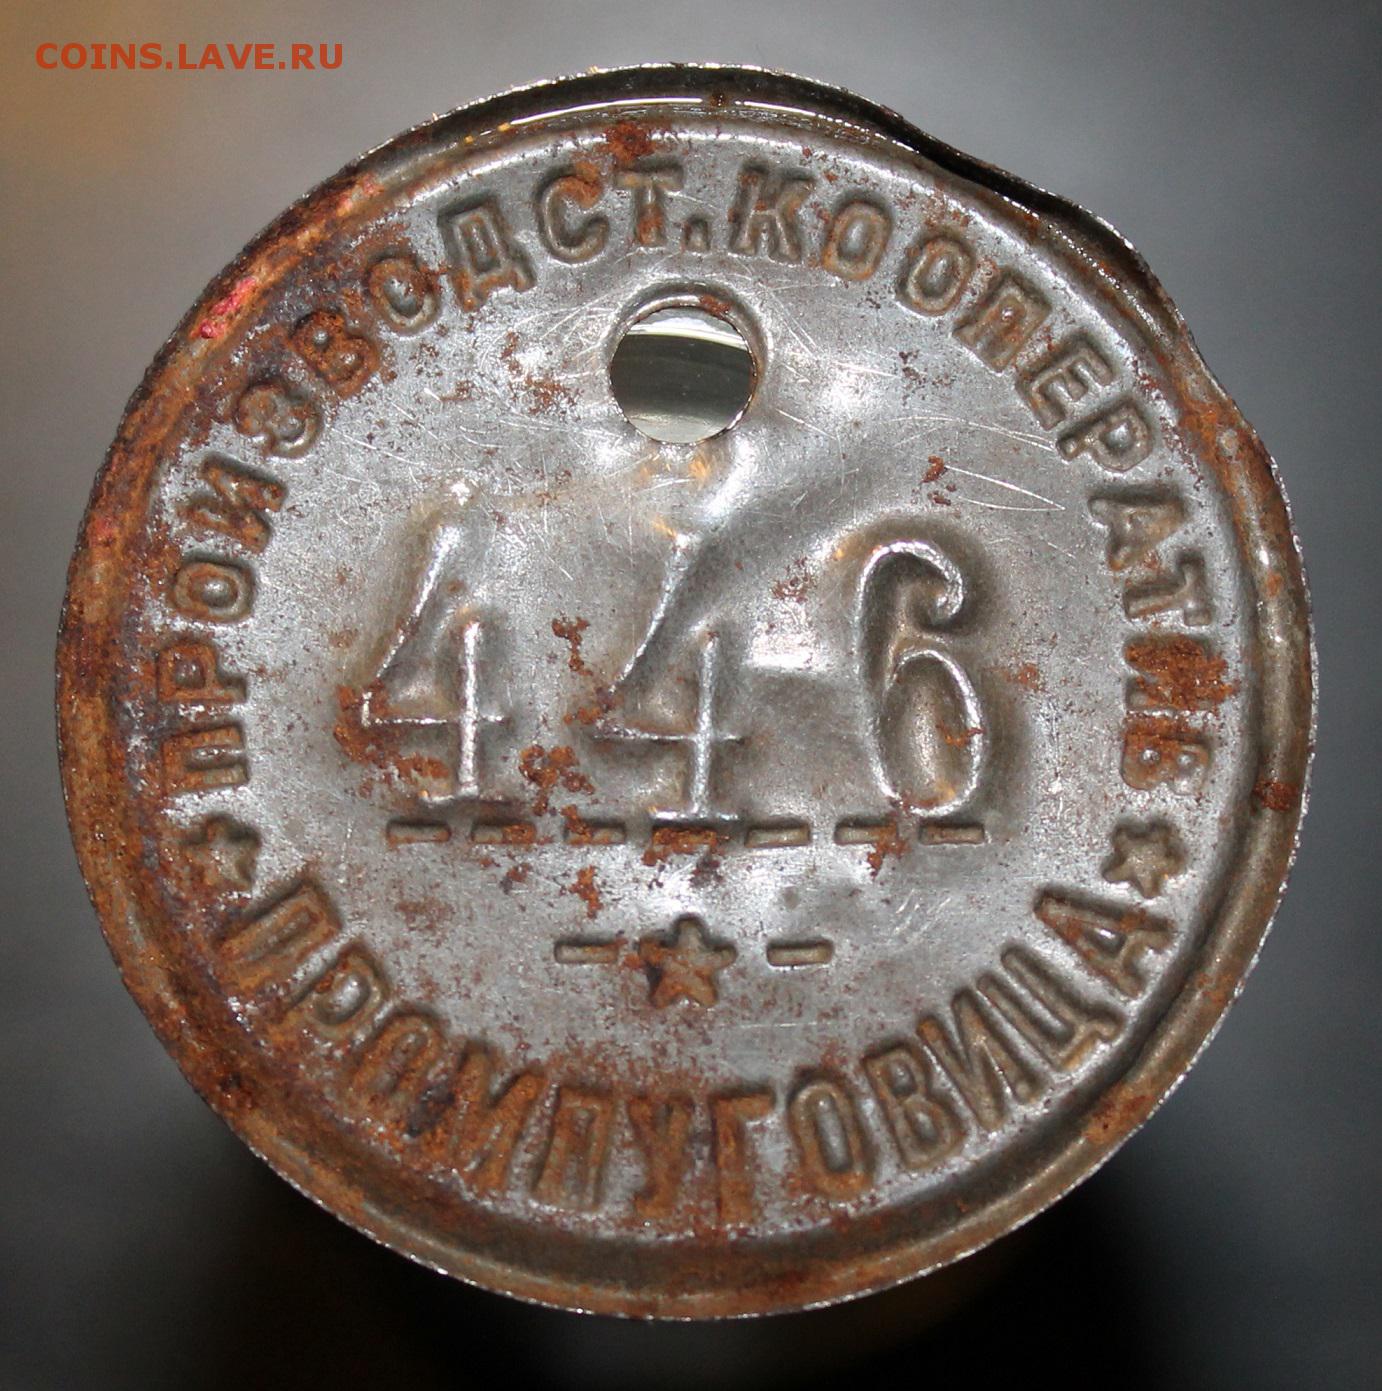 COINS.LAVE.RU
ПРОИЗВОДСТ.КООПЕРАТИВ
446
ПРОМПУГОВИЦА